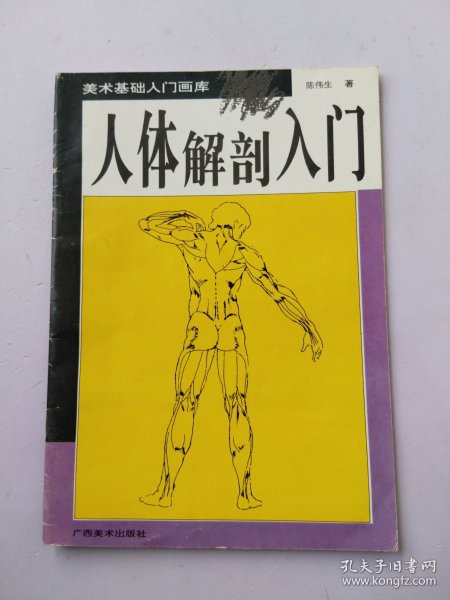 美术基础入门画库
陈伟生 著
人体解剖入门
广西美术出版社
孔夫子旧书网
www.kongfz.com